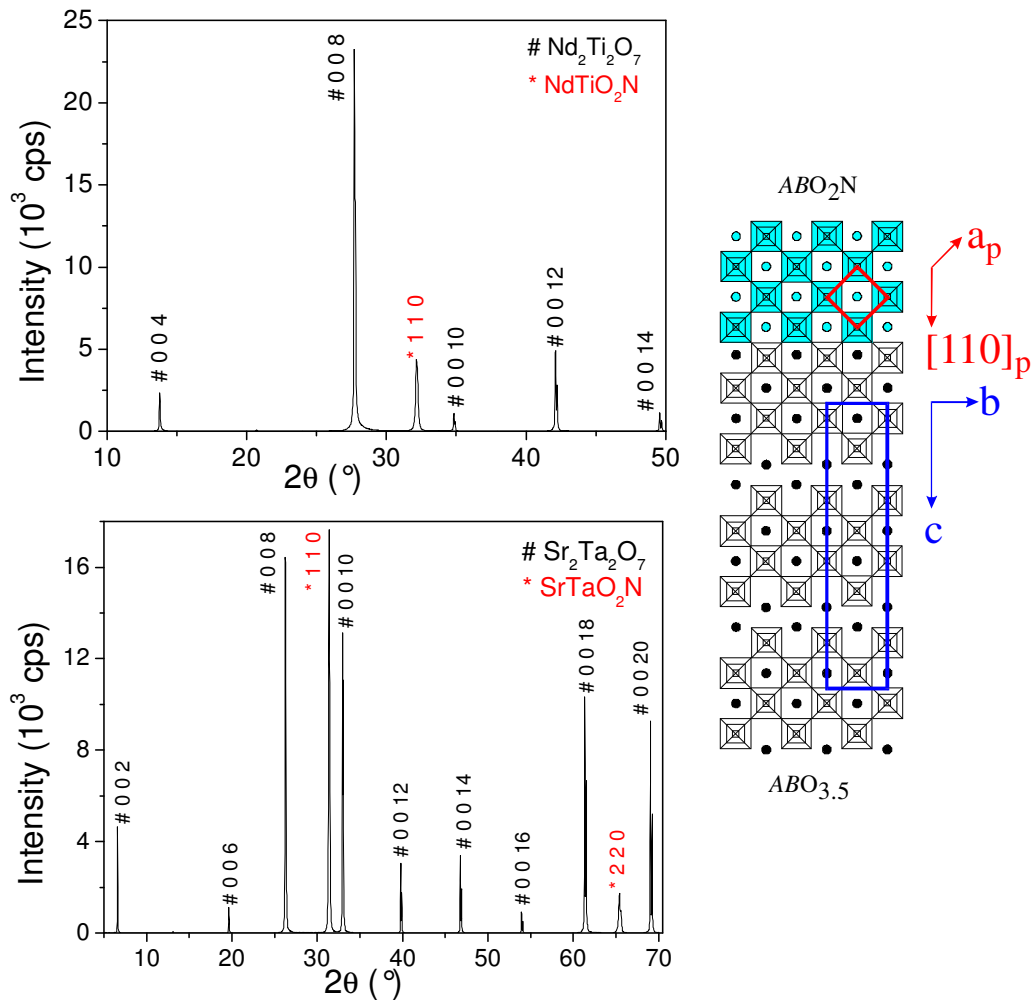 Intensity (10³ cps)
25
20
15
10
5
0
# 0 0 4
# 0 0 8
* 1 1 0
# 0 0 10
# 0 0 12
# 0 0 14
# Nd₂Ti₂O₇
* NdTiO₂N
10 20 30 40 50
2θ (°)
Intensity (10³ cps)
16
12
8
4
0
# 0 0 2
# 0 0 6
# 0 0 8
* 1 1 0
# 0 0 10
# 0 0 12
# 0 0 14
# 0 0 16
# 0 0 18
* 2 2 0
# 0 0 20
# Sr₂Ta₂O₇
* SrTaO₂N
10 20 30 40 50 60 70
2θ (°)
ABO₂N
aₚ
[110]ₚ
b
c
ABO₃.₅